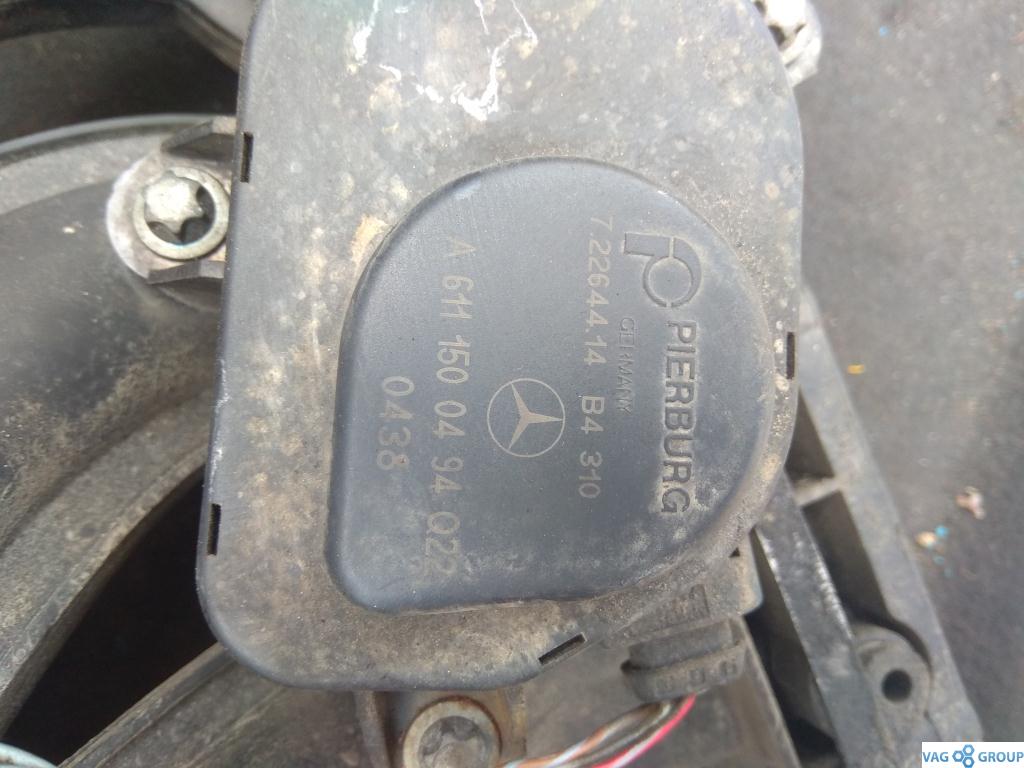 PIERBURG
GERMANY
7.22644.14 B4 310
A 611 150 04 94 022
0438
VAG GROUP